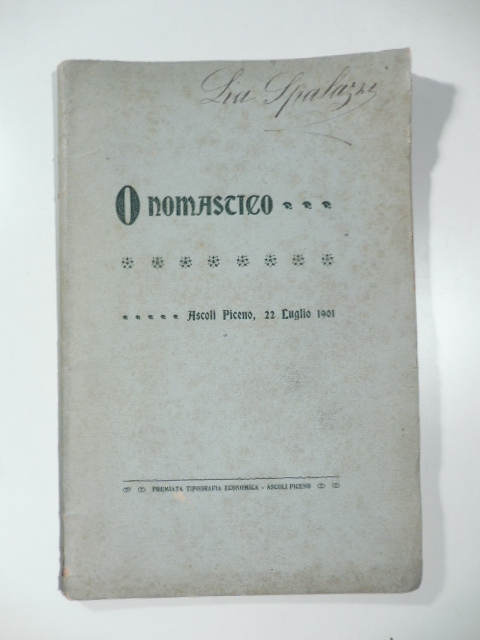 Lia Spalazzi
Onomastico
Ascoli Piceno, 22 Luglio 1901
PREMIATA TIPOGRAFIA ECONOMICA - ASCOLI PICENO